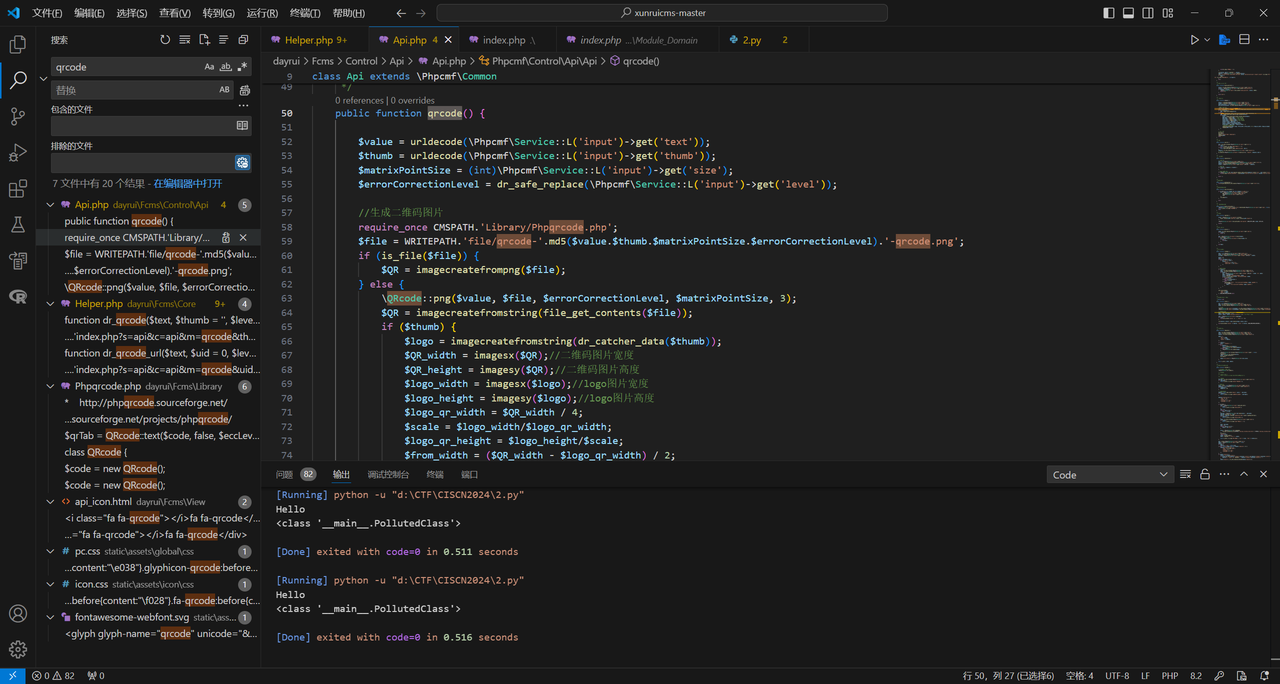 文件(F) 编辑(E) 选择(S) 查看(V) 转到(G) 运行(R) 终端(T) 帮助(H) xunruicms-master
搜索
qrcode Aa ab
替换 AB
包含的文件
排除的文件
7 文件中有 20 个结果 - 在编辑器中打开
Api.php dayrui\Fcms\Control\Api 4 5
public function qrcode() {
require_once CMSPATH.'Library/...
$file = WRITEPATH.'file/qrcode-'.md5($valu...
....$errorCorrectionLevel).'-qrcode.png';
\QRcode::png($value, $file, $errorCorrectio...
Helper.php dayrui\Fcms\Core 9+ 4
function dr_qrcode($text, $thumb = '', $leve...
....'index.php?s=api&c=api&m=qrcode&th...
function dr_qrcode_url($text, $uid = 0, $leve...
....'index.php?s=api&c=api&m=qrcode&uid...
Phpqrcode.php dayrui\Fcms\Library 6
* http://phpqrcode.sourceforge.net/
...sourceforge.net/projects/phpqrcode/
$qrTab = QRcode::text($code, false, $eccLev...
class QRcode {
$code = new QRcode();
$code = new QRcode();
api_icon.html dayrui\Fcms\View 2
<i class="fa fa-qrcode"></i>fa fa-qrcode</...
...="fa fa-qrcode"></i>fa fa-qrcode</div>
pc.css static\assets\global\css 1
...content:"\e038"}.glyphicon-qrcode:before...
icon.css static\assets\icon\css 1
...before{content:"\f028"}.fa-qrcode:before{c...
fontawesome-webfont.svg static\ass... 1
<glyph glyph-name="qrcode" unicode="&...
Helper.php 9+ Api.php 4 index.php .\ index.php ...\Module_Domain 2.py 2
dayrui > Fcms > Control > Api > Api.php > Phpcmf\Control\Api\Api > qrcode()
9 class Api extends \Phpcmf\Common
49 */
0 references | 0 overrides
50 public function qrcode() {
51
52 $value = urldecode(\Phpcmf\Service::L('input')->get('text'));
53 $thumb = urldecode(\Phpcmf\Service::L('input')->get('thumb'));
54 $matrixPointSize = (int)\Phpcmf\Service::L('input')->get('size');
55 $errorCorrectionLevel = dr_safe_replace(\Phpcmf\Service::L('input')->get('level'));
56
57 //生成二维码图片
58 require_once CMSPATH.'Library/Phpqrcode.php';
59 $file = WRITEPATH.'file/qrcode-'.md5($value.$thumb.$matrixPointSize.$errorCorrectionLevel).'-qrcode.png';
60 if (is_file($file)) {
61 $QR = imagecreatefrompng($file);
62 } else {
63 \QRcode::png($value, $file, $errorCorrectionLevel, $matrixPointSize, 3);
64 $QR = imagecreatefromstring(file_get_contents($file));
65 if ($thumb) {
66 $logo = imagecreatefromstring(dr_catcher_data($thumb));
67 $QR_width = imagesx($QR);//二维码图片宽度
68 $QR_height = imagesy($QR);//二维码图片高度
69 $logo_width = imagesx($logo);//logo图片宽度
70 $logo_height = imagesy($logo);//logo图片高度
71 $logo_qr_width = $QR_width / 4;
72 $scale = $logo_width/$logo_qr_width;
73 $logo_qr_height = $logo_height/$scale;
74 $from_width = ($QR_width - $logo_qr_width) / 2;
问题 82 输出 调试控制台 终端 端口 Code
[Running] python -u "d:\CTF\CISCN2024\2.py"
Hello
<class '__main__.PollutedClass'>
[Done] exited with code=0 in 0.511 seconds
[Running] python -u "d:\CTF\CISCN2024\2.py"
Hello
<class '__main__.PollutedClass'>
[Done] exited with code=0 in 0.516 seconds
0 82 0 行 50，列 27 (已选择6) 空格: 4 UTF-8 LF PHP 8.2